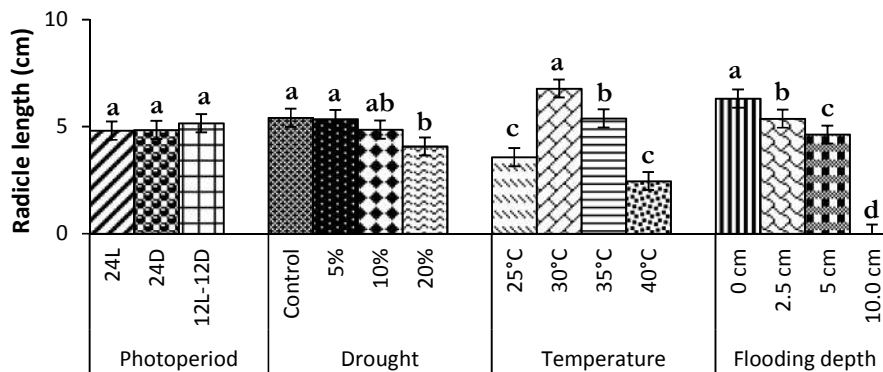 Radicle length (cm)
10
5
0
a a a
a a ab b
c a b c
a b c d
24L 24D 12L-12D
Control 5% 10% 20%
25°C 30°C 35°C 40°C
0 cm 2.5 cm 5 cm 10.0 cm
Photoperiod Drought Temperature Flooding depth